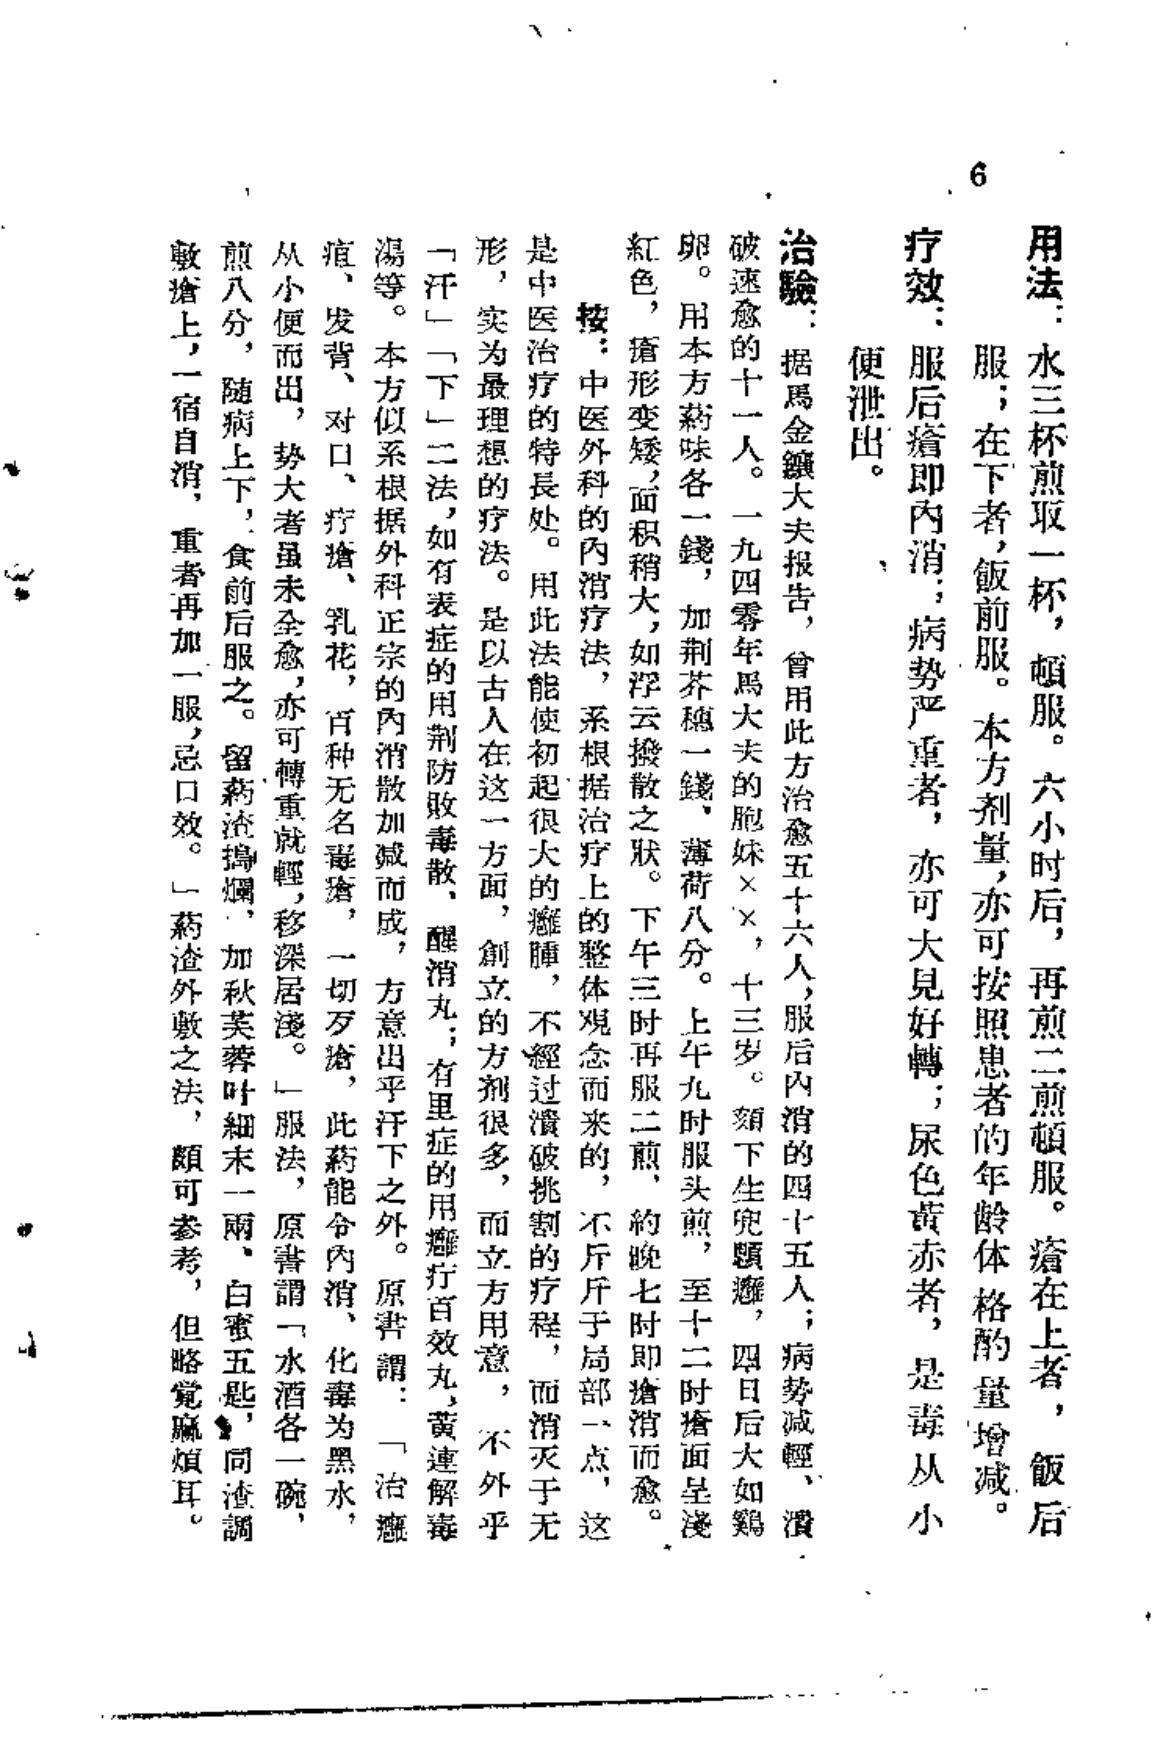 6
用法：水三杯煎取一杯，頓服。六小时后，再煎二煎頓服。瘡在上者，飯后
服；在下者，飯前服。本方剂量，亦可按照患者的年龄体格酌量增减。
疗效：服后瘡即內消；病势严重者，亦可大見好轉；尿色黄赤者，是毒从小
便泄出。
治驗：据馬金鑲大夫报告，曾用此方治愈五十六人，服后內消的四十五人；病势减輕、潰
破速愈的十一人。一九四零年馬大夫的胞妹××，十三岁。頦下生兜顋癰，四日后大如鷄
卵。用本方葯味各一錢，加荆芥穗一錢、薄荷八分。上午九时服头煎，至十二时瘡面呈淺
紅色，瘡形变矮，面积稍大，如浮云撥散之狀。下午三时再服二煎，約晚七时即瘡消而愈。
按：中医外科的內消疗法，系根据治疗上的整体覌念而来的，不斤斤于局部一点，这
是中医治疗的特長处。用此法能使初起很大的癰腫，不經过潰破挑割的疗程，而消灭于无
形，实为最理想的疗法。是以古人在这一方面，創立的方剂很多，而立方用意，不外乎
「汗」「下」二法，如有表症的用荆防敗毒散、醒消丸；有里症的用癰疔百效丸，黄連解毒
湯等。本方似系根据外科正宗的內消散加减而成，方意出乎汗下之外。原書謂：「治癰
疽、发背、对口、疔瘡、乳花，百种无名毒瘡，一切歹瘡，此葯能令內消、化毒为黑水，
从小便而出，势大者虽未全愈，亦可轉重就輕，移深居淺。」服法，原書謂「水酒各一碗，
煎八分，随病上下，食前后服之。留葯渣搗爛，加秋芙蓉叶細末一兩、白蜜五匙，同渣調
敷瘡上，一宿自消，重者再加一服，忌口效。」葯渣外敷之法，頗可参考，但略覚麻煩耳。